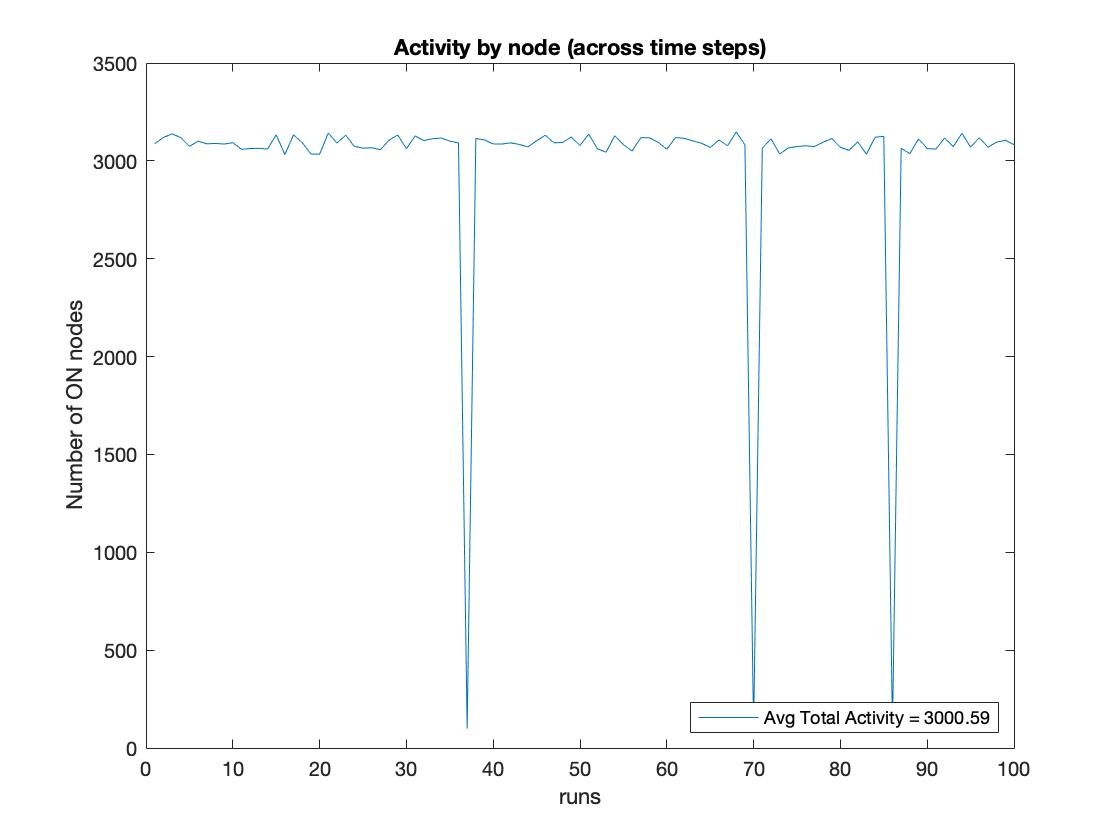 Activity by node (across time steps)
3500
3000
2500
2000
1500
1000
500
0
Number of ON nodes
Avg Total Activity = 3000.59
0 10 20 30 40 50 60 70 80 90 100
runs